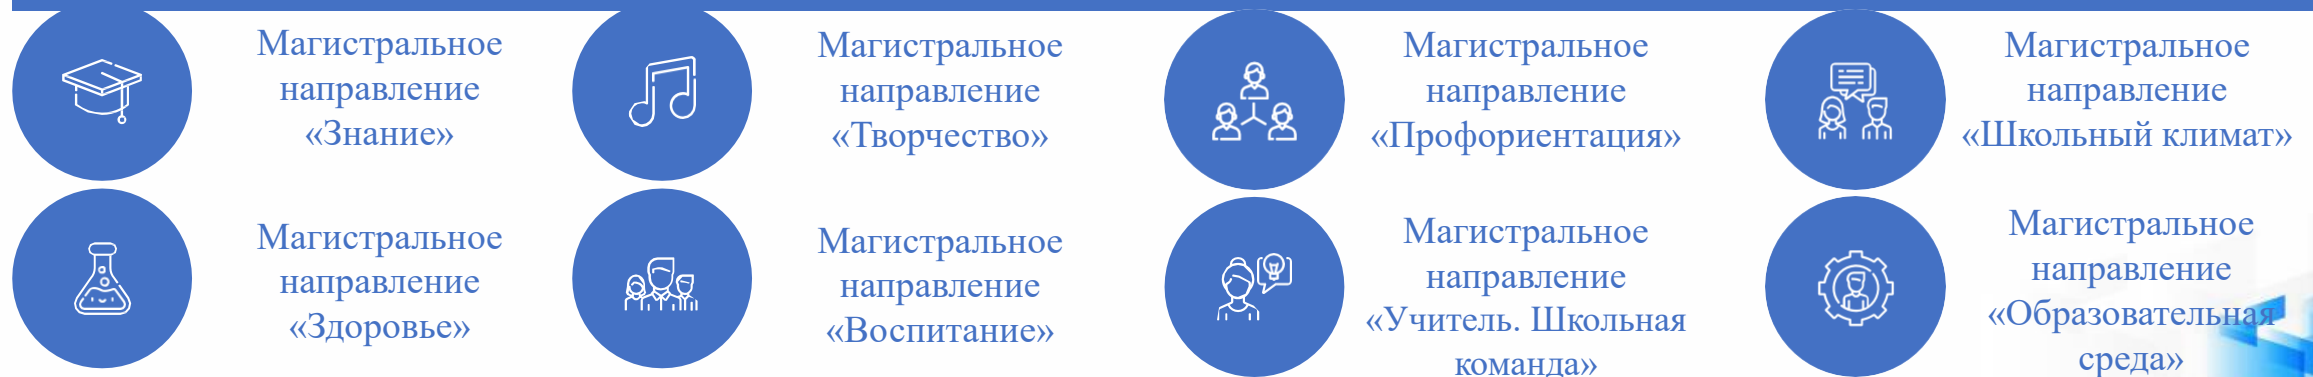 Магистральное
направление
«Знание»
Магистральное
направление
«Творчество»
Магистральное
направление
«Профориентация»
Магистральное
направление
«Школьный климат»
Магистральное
направление
«Здоровье»
Магистральное
направление
«Воспитание»
Магистральное
направление
«Учитель. Школьная
команда»
Магистральное
направление
«Образовательная
среда»